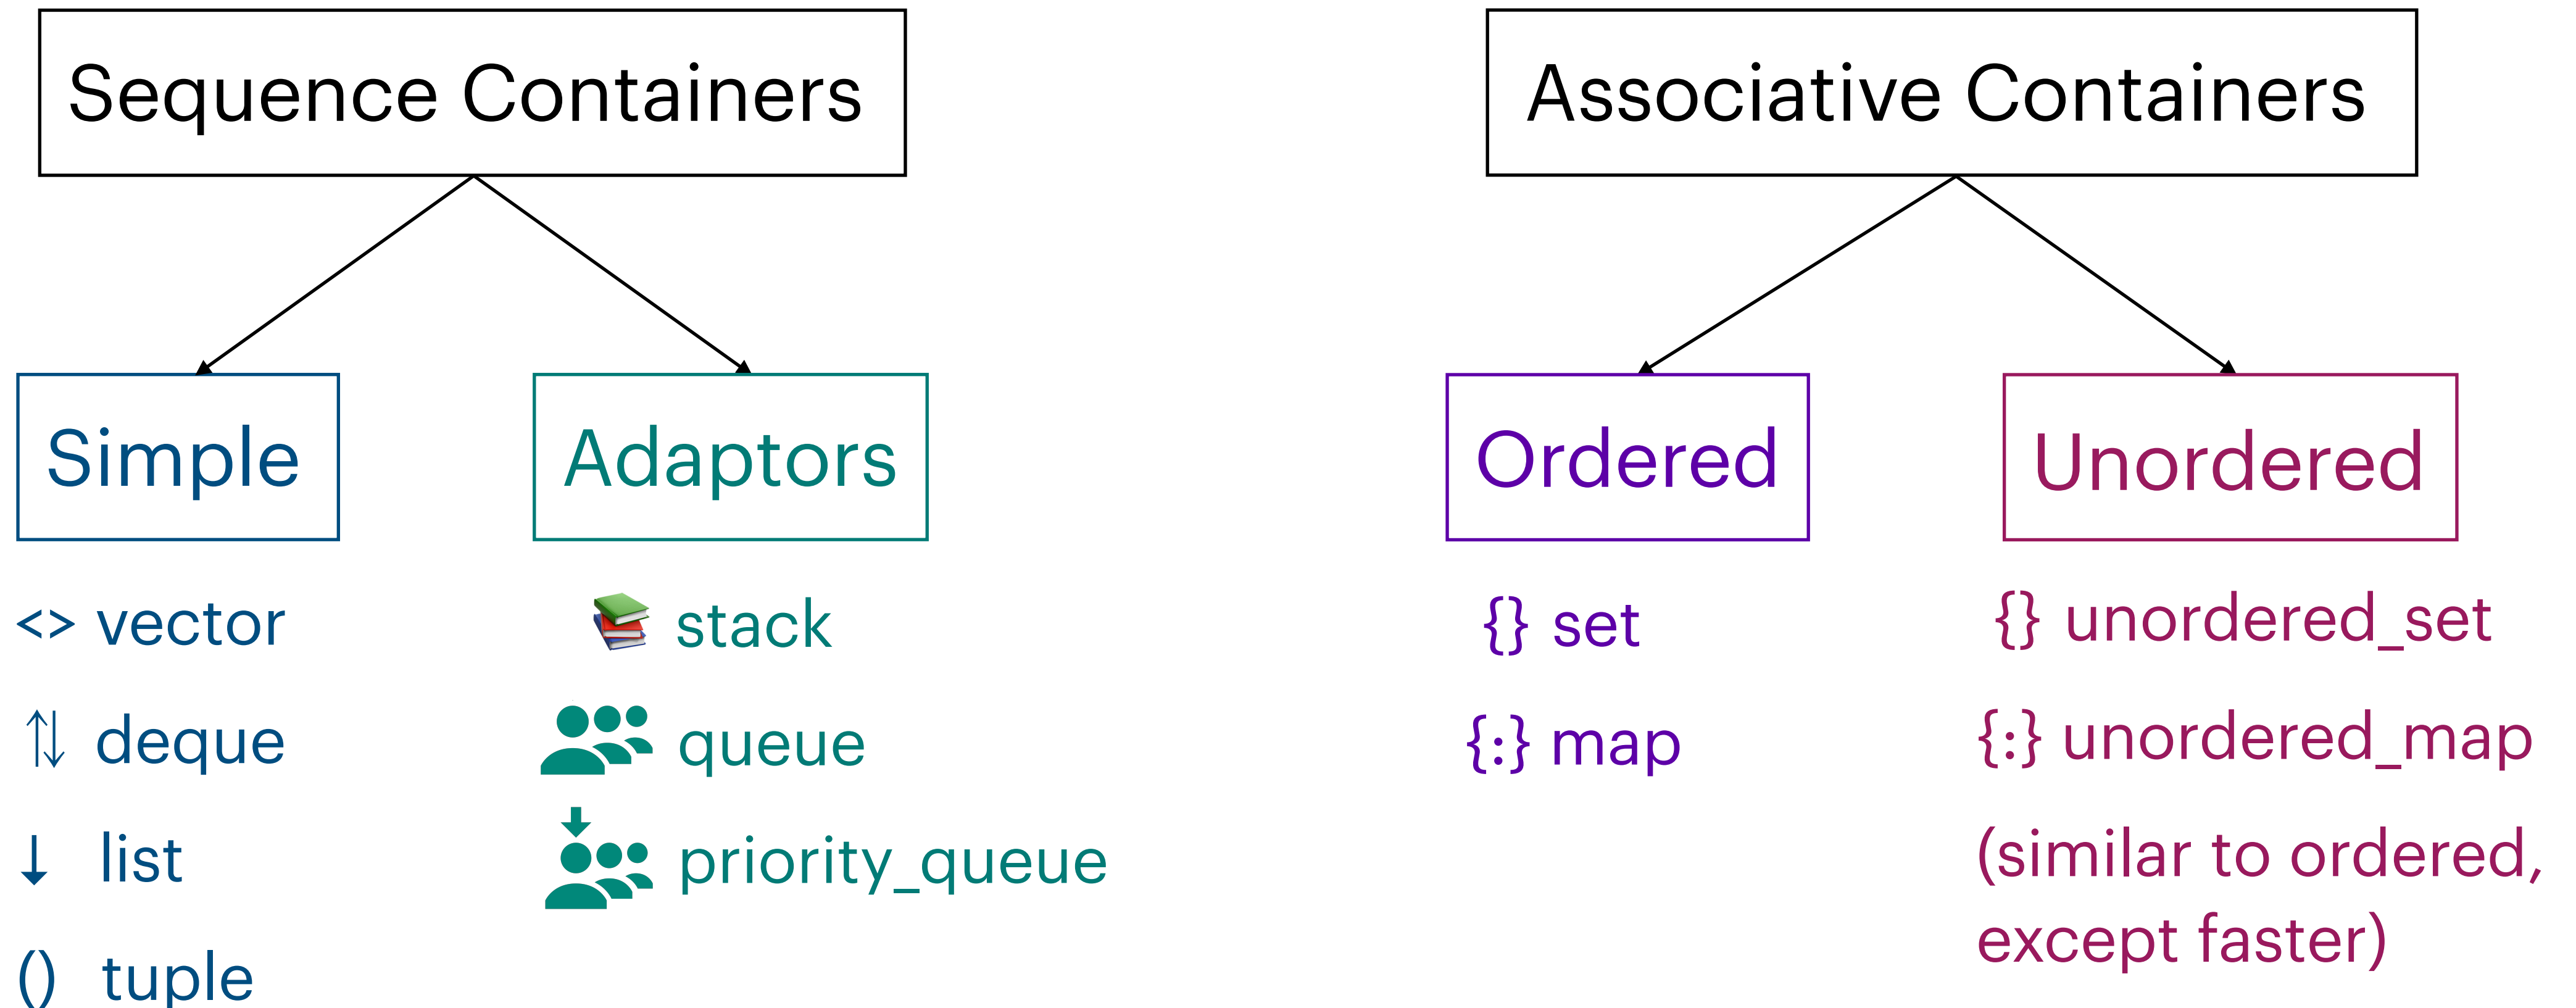 Sequence Containers
Simple
<> vector
⇅ deque
↓ list
() tuple
Adaptors
stack
queue
priority_queue
Associative Containers
Ordered
{} set
{:} map
Unordered
{} unordered_set
{:} unordered_map
(similar to ordered,
except faster)